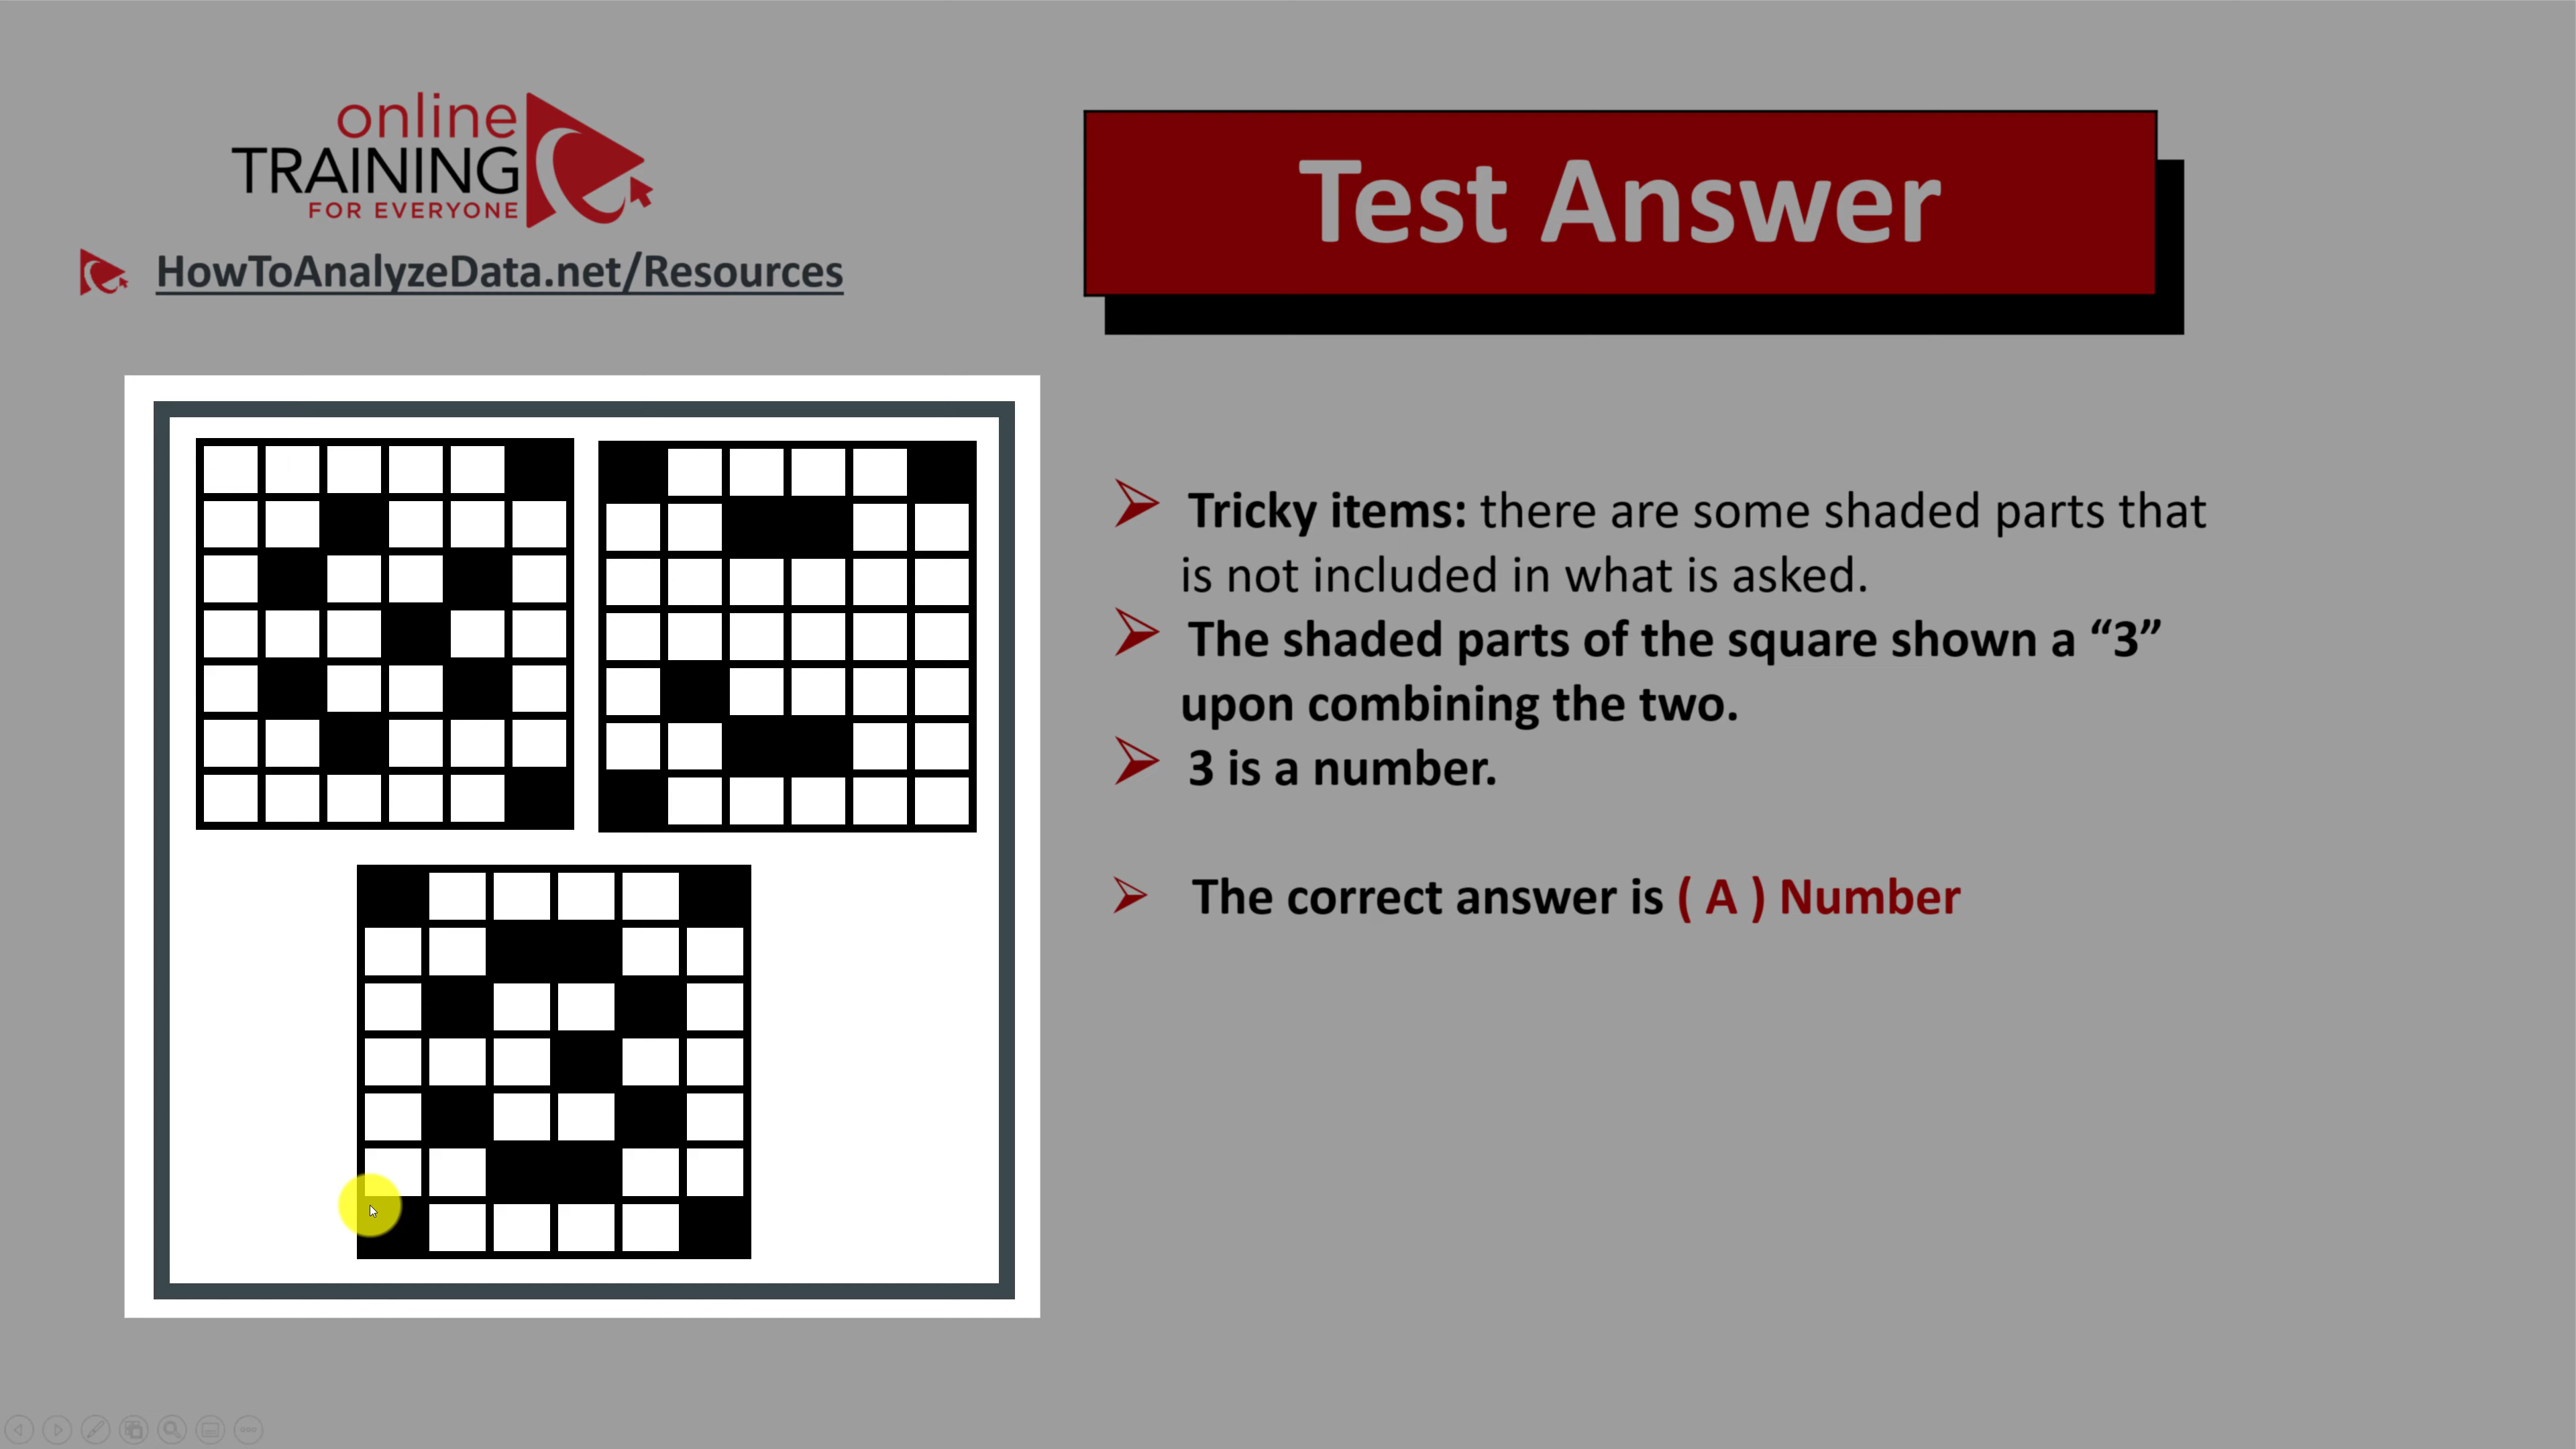 online
TRAINING
FOR EVERYONE
HowToAnalyzeData.net/Resources
Test Answer
Tricky items: there are some shaded parts that
is not included in what is asked.
The shaded parts of the square shown a “3”
upon combining the two.
3 is a number.
The correct answer is ( A ) Number